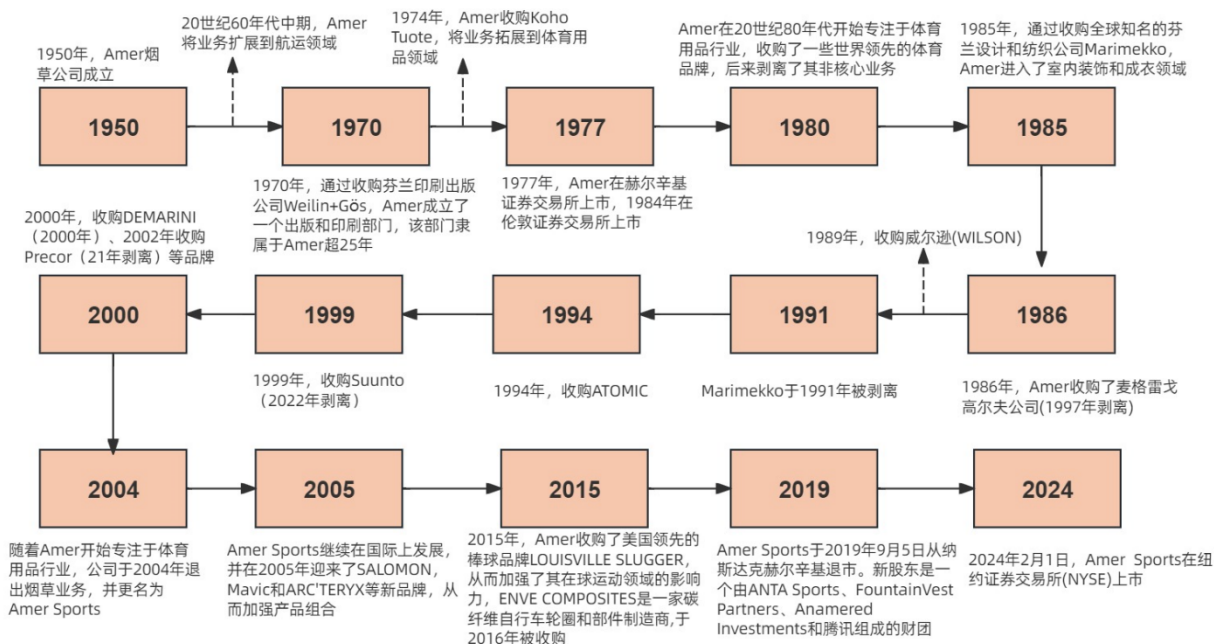 20世纪60年代中期，Amer
将业务扩展到航运领域
1974年，Amer收购Koho
Tuote，将业务拓展到体育用
品领域
Amer在20世纪80年代开始专注于体育
用品行业，收购了一些世界领先的体育
品牌，后来剥离了其非核心业务
1985年，通过收购全球知名的芬
兰设计和纺织公司Marimekko，
Amer进入了室内装饰和成衣领域
1950年，Amer烟
草公司成立
1950
1970
1977
1980
1985
1970年，通过收购芬兰印刷出版
公司Weilin+Gös，Amer成立了
一个出版和印刷部门，该部门隶
属于Amer超25年
1977年，Amer在赫尔辛基
证券交易所上市，1984年在
伦敦证券交易所上市
2000年，收购DEMARINI
（2000年）、2002年收购
Precor（21年剥离）等品牌
1989年，收购威尔逊(WILSON)
2000
1999
1994
1991
1986
1999年，收购Suunto
（2022年剥离）
1994年，收购ATOMIC
Marimekko于1991年被剥离
1986年，Amer收购了麦格雷戈
高尔夫公司(1997年剥离)
2004
2005
2015
2019
2024
随着Amer开始专注于体育
用品行业，公司于2004年退
出烟草业务，并更名为
Amer Sports
Amer Sports继续在国际上发展，
并在2005年迎来了SALOMON，
Mavic和ARC'TERYX等新品牌，从
而加强产品组合
2015年，Amer收购了美国领先的
棒球品牌LOUISVILLE SLUGGER，
从而加强了其在球运动领域的影响
力，ENVE COMPOSITES是一家碳
纤维自行车轮圈和部件制造商,于
2016年被收购
Amer Sports于2019年9月5日从纳
斯达克赫尔辛基退市。新股东是一
个由ANTA Sports、FountainVest
Partners、Anamered
Investments和腾讯组成的财团
2024年2月1日，Amer Sports在纽
约证券交易所(NYSE)上市